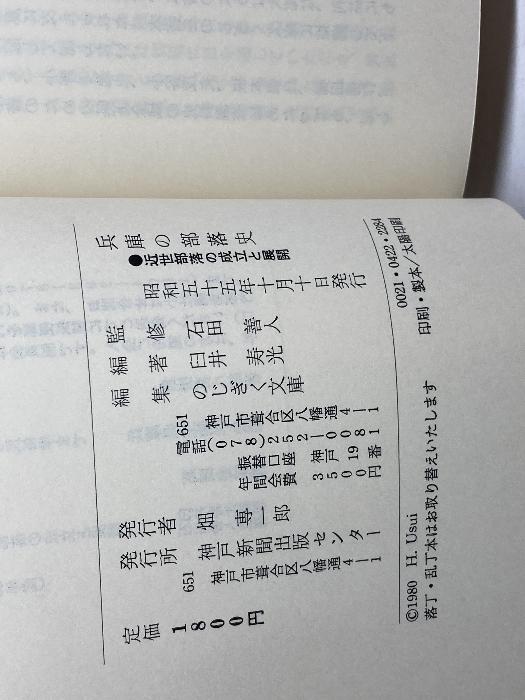 兵庫の部落史
●近世部落の成立と展開
昭和五十五年十月十日発行
監修 石田善人
編著 臼井寿光
編集 のじぎく文庫
651 神戸市葺合区八幡通4—1
電話(078)252—0081番
振替口座 神戸 519
年間会費 3500円
発行者 畑専一郎
発行所 神戸新聞出版センター
651 神戸市葺合区八幡通4—1
定価 1800円
0021・0422・2284
印刷・製本/太陽印刷
©1980 H. Usui
落丁・乱丁本はお取り替えいたします